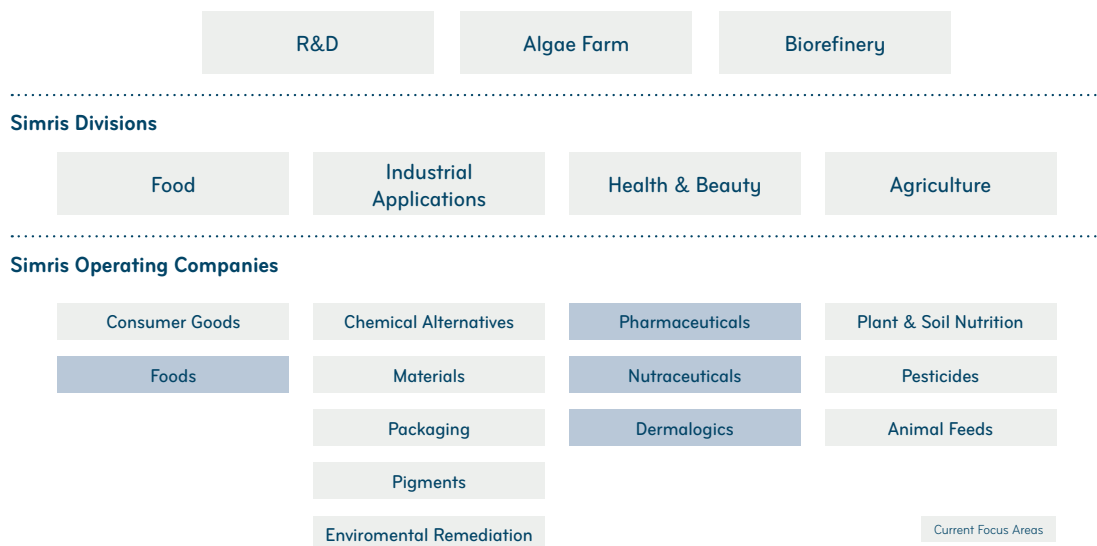 R&D
Algae Farm
Biorefinery
Simris Divisions
Food
Industrial
Applications
Health & Beauty
Agriculture
Simris Operating Companies
Consumer Goods
Chemical Alternatives
Pharmaceuticals
Plant & Soil Nutrition
Foods
Materials
Nutraceuticals
Pesticides
Packaging
Dermalogics
Animal Feeds
Pigments
Enviromental Remediation
Current Focus Areas